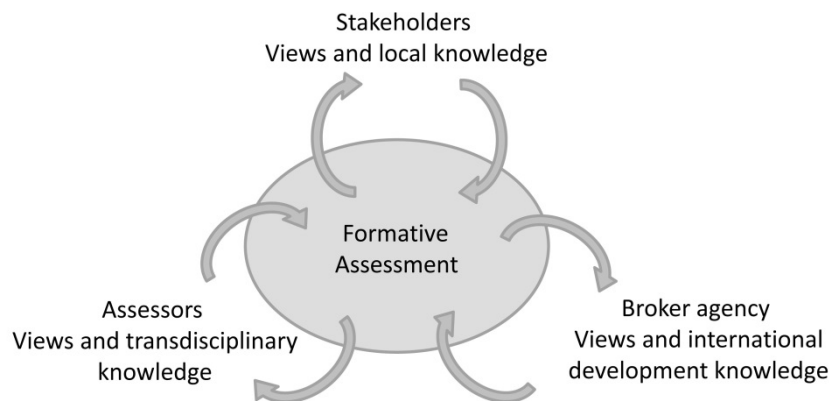 Stakeholders
Views and local knowledge
Formative
Assessment
Assessors
Views and transdisciplinary
knowledge
Broker agency
Views and international
development knowledge